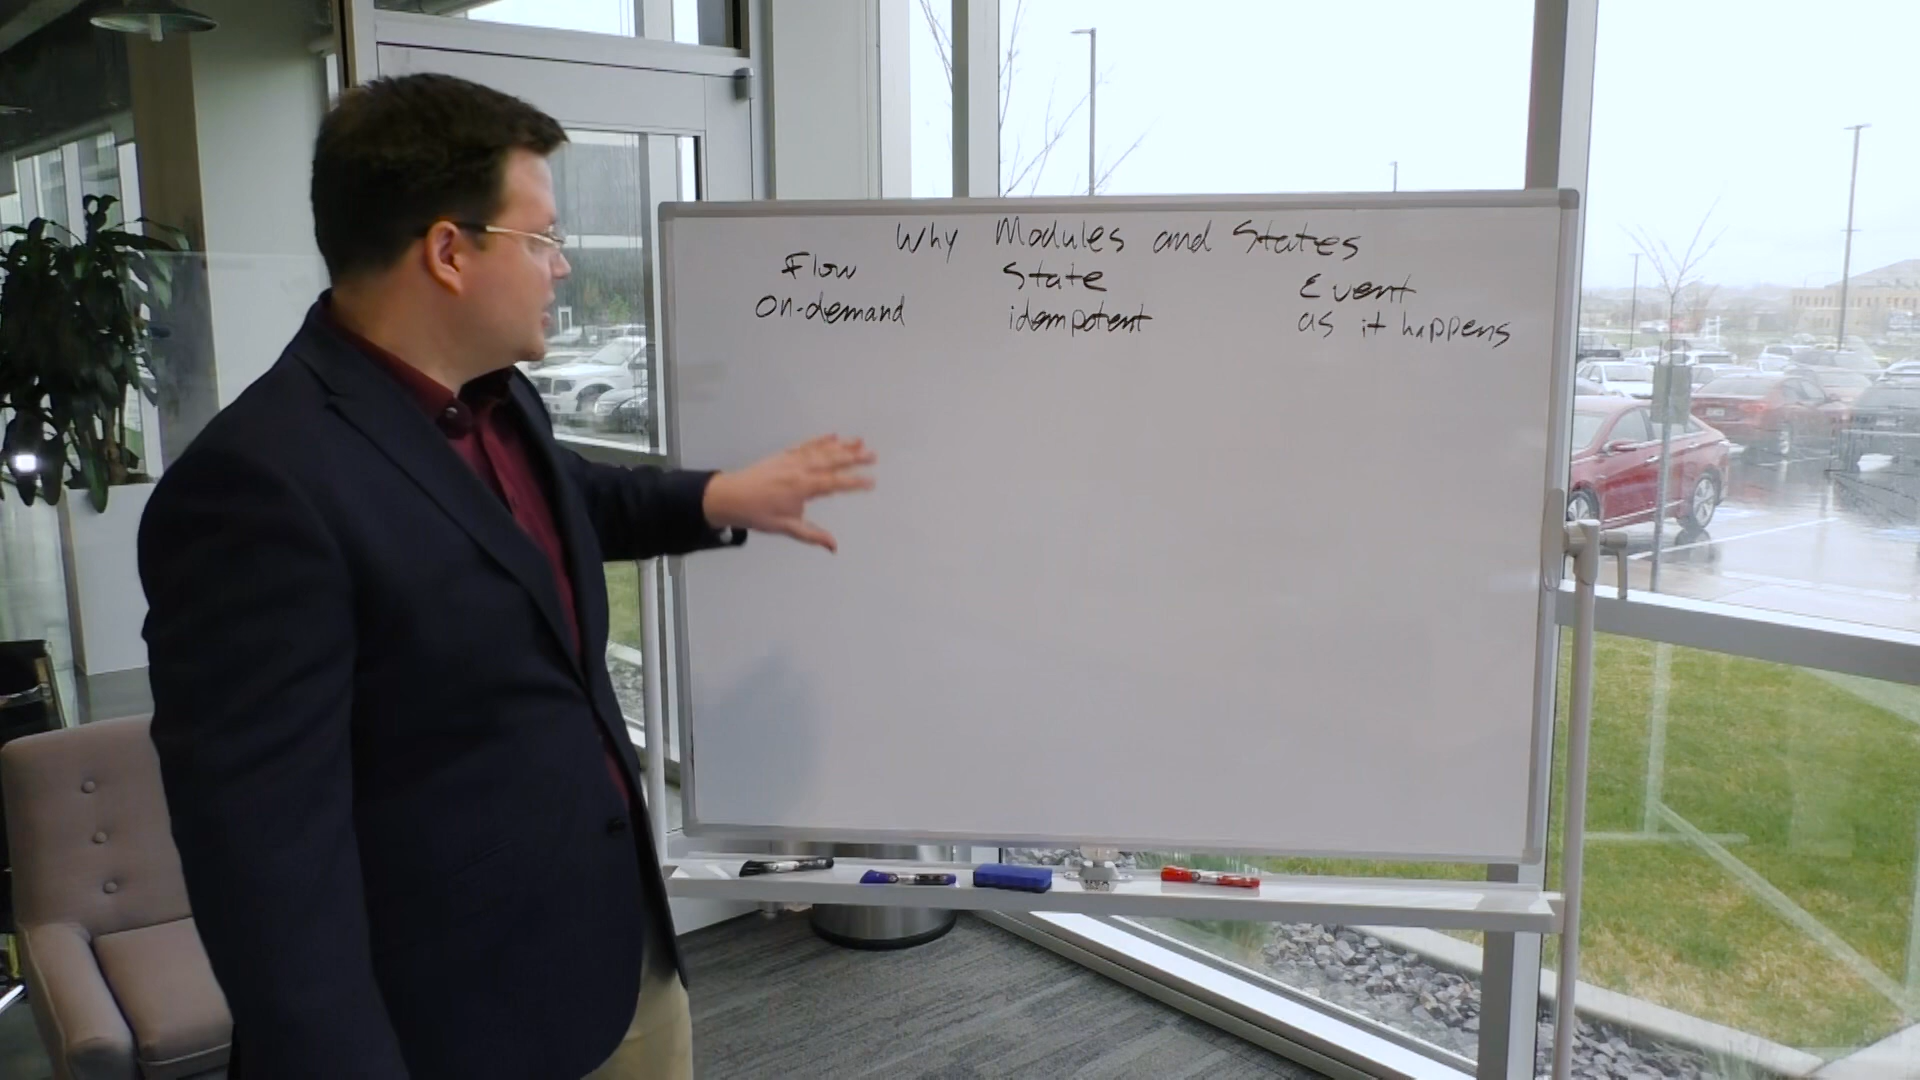 Why Modules and States
Flow State Event
On-demand idempotent as it happens